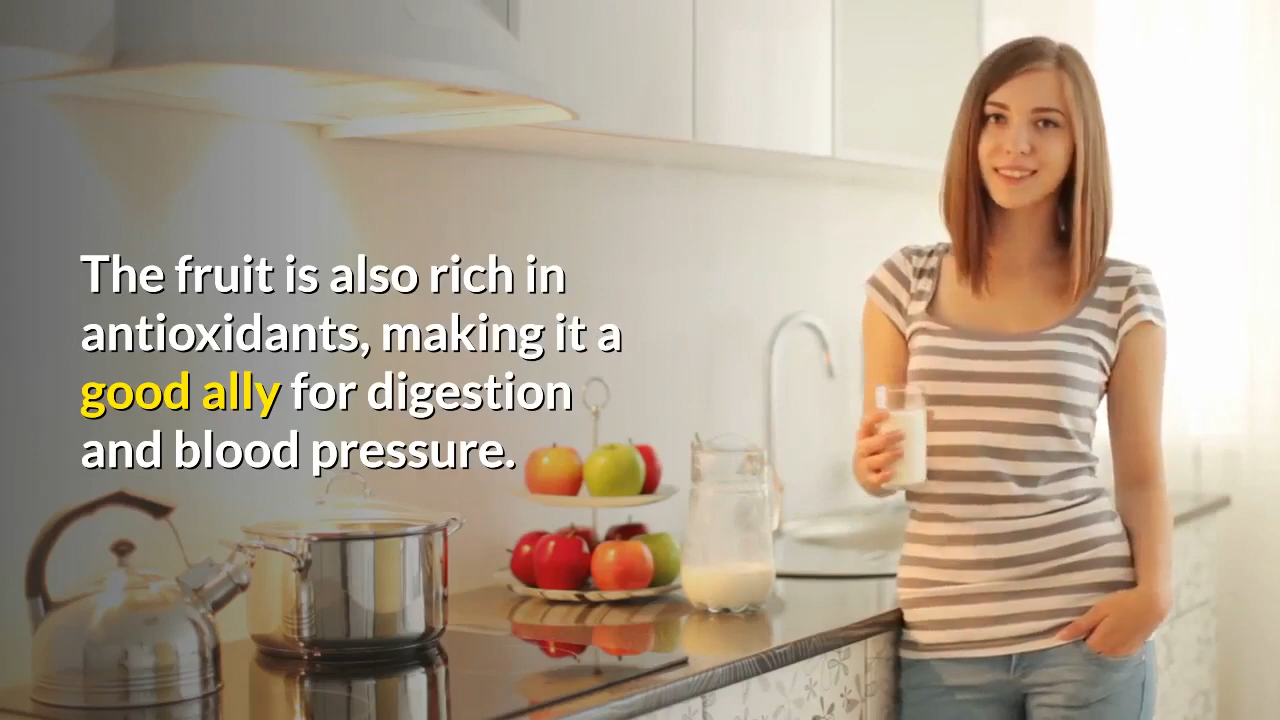 The fruit is also rich in
antioxidants, making it a
good ally for digestion
and blood pressure.